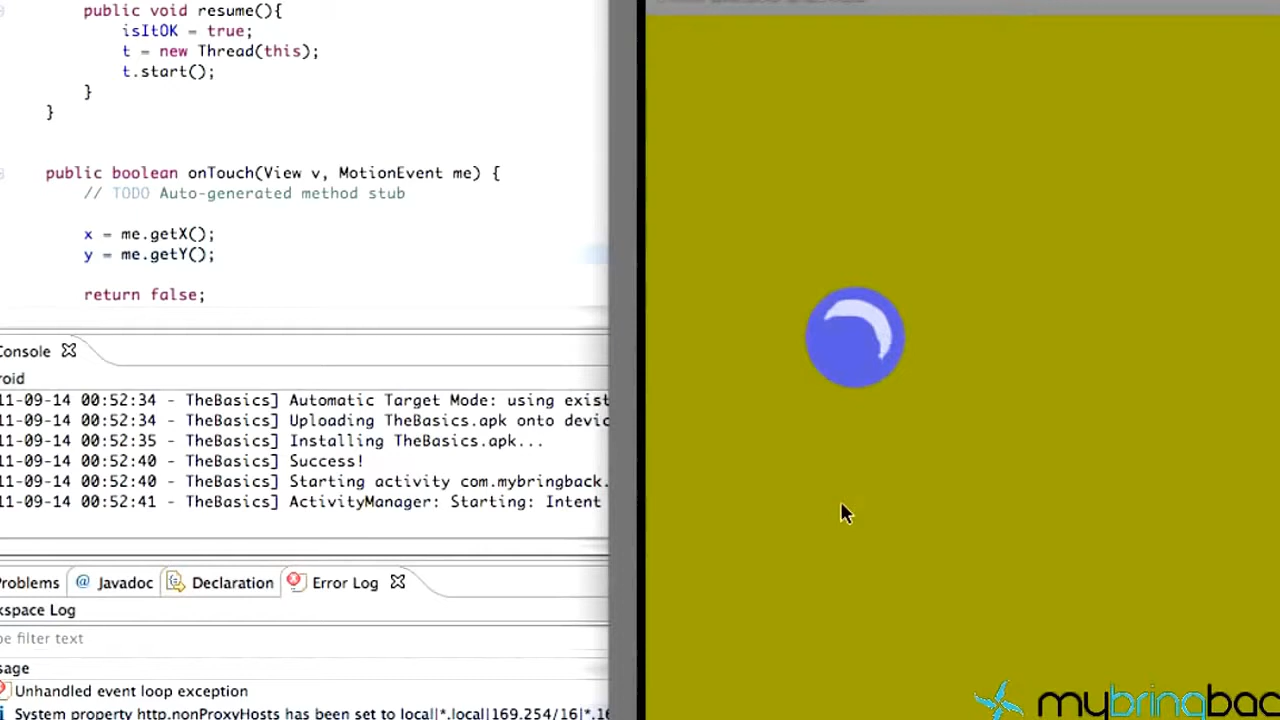 public void resume(){
isItOK = true;
t = new Thread(this);
t.start();
}
}
public boolean onTouch(View v, MotionEvent me) {
// TODO Auto-generated method stub
x = me.getX();
y = me.getY();
return false;
Console
roid
11-09-14 00:52:34 - TheBasics] Automatic Target Mode: using exist
11-09-14 00:52:34 - TheBasics] Uploading TheBasics.apk onto devic
11-09-14 00:52:35 - TheBasics] Installing TheBasics.apk...
11-09-14 00:52:40 - TheBasics] Success!
11-09-14 00:52:40 - TheBasics] Starting activity com.mybringback.
11-09-14 00:52:41 - TheBasics] ActivityManager: Starting: Intent
Problems @ Javadoc Declaration Error Log
kspace Log
pe filter text
sage
Unhandled event loop exception
System property http.nonProxyHosts has been set to local|*.local|169.254/16|*.16
mybringbac